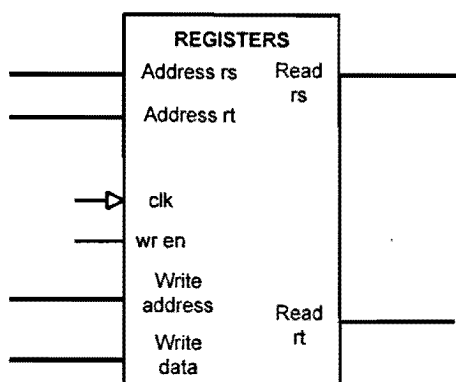 REGISTERS
Address rs
Read
rs
Address rt
clk
wr en
Write
address
Read
rt
Write
data